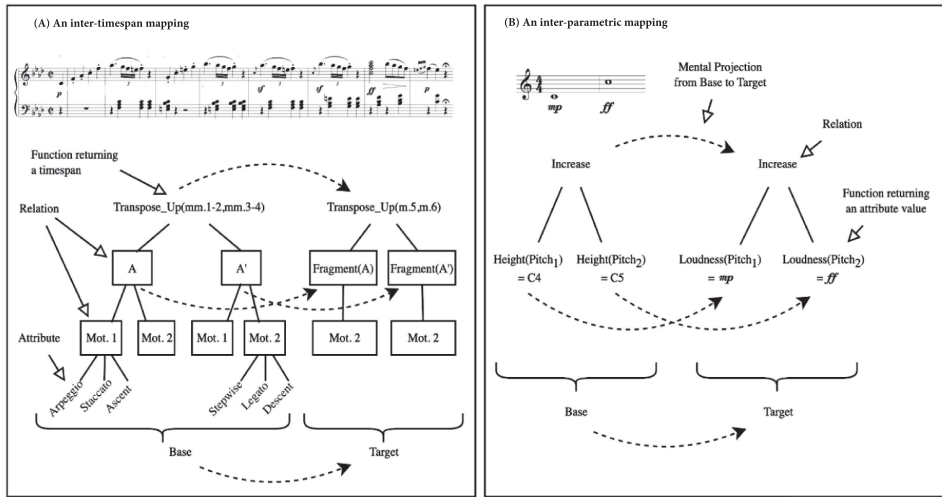 (A) An inter-timespan mapping
p
sf
sf
ff
p
Function returning
a timespan
Relation
Transpose_Up(mm.1-2,mm.3-4)
Transpose_Up(m.5,m.6)
A
A'
Fragment(A)
Fragment(A')
Attribute
Mot. 1
Mot. 2
Mot. 1
Mot. 2
Mot. 2
Mot. 2
Arpeggio
Staccato
Ascent
Stepwise
Legato
Descent
Base
Target
(B) An inter-parametric mapping
Mental Projection
from Base to Target
4
4
mp
ff
Relation
Increase
Increase
Function returning
an attribute value
Height(Pitch1)
= C4
Height(Pitch2)
= C5
Loudness(Pitch1)
= mp
Loudness(Pitch2)
= ff
Base
Target